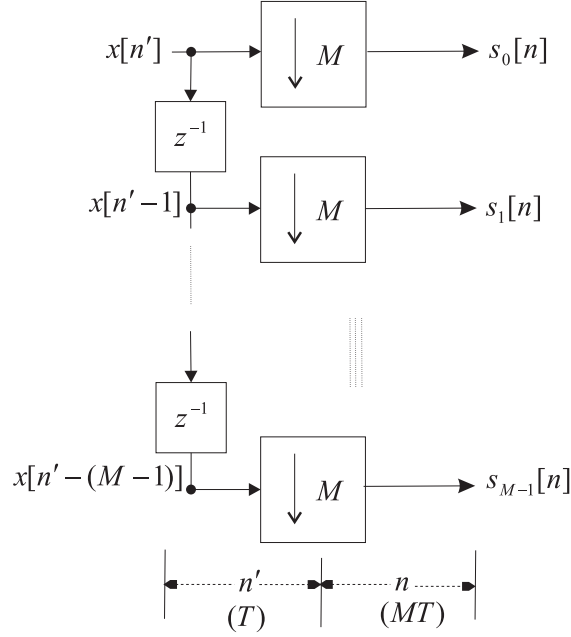 x[n′] M s₀[n]
z⁻¹
x[n′−1] M s₁[n]
z⁻¹
x[n′−(M−1)] M s_{M−1}[n]
n′ n
(T) (MT)